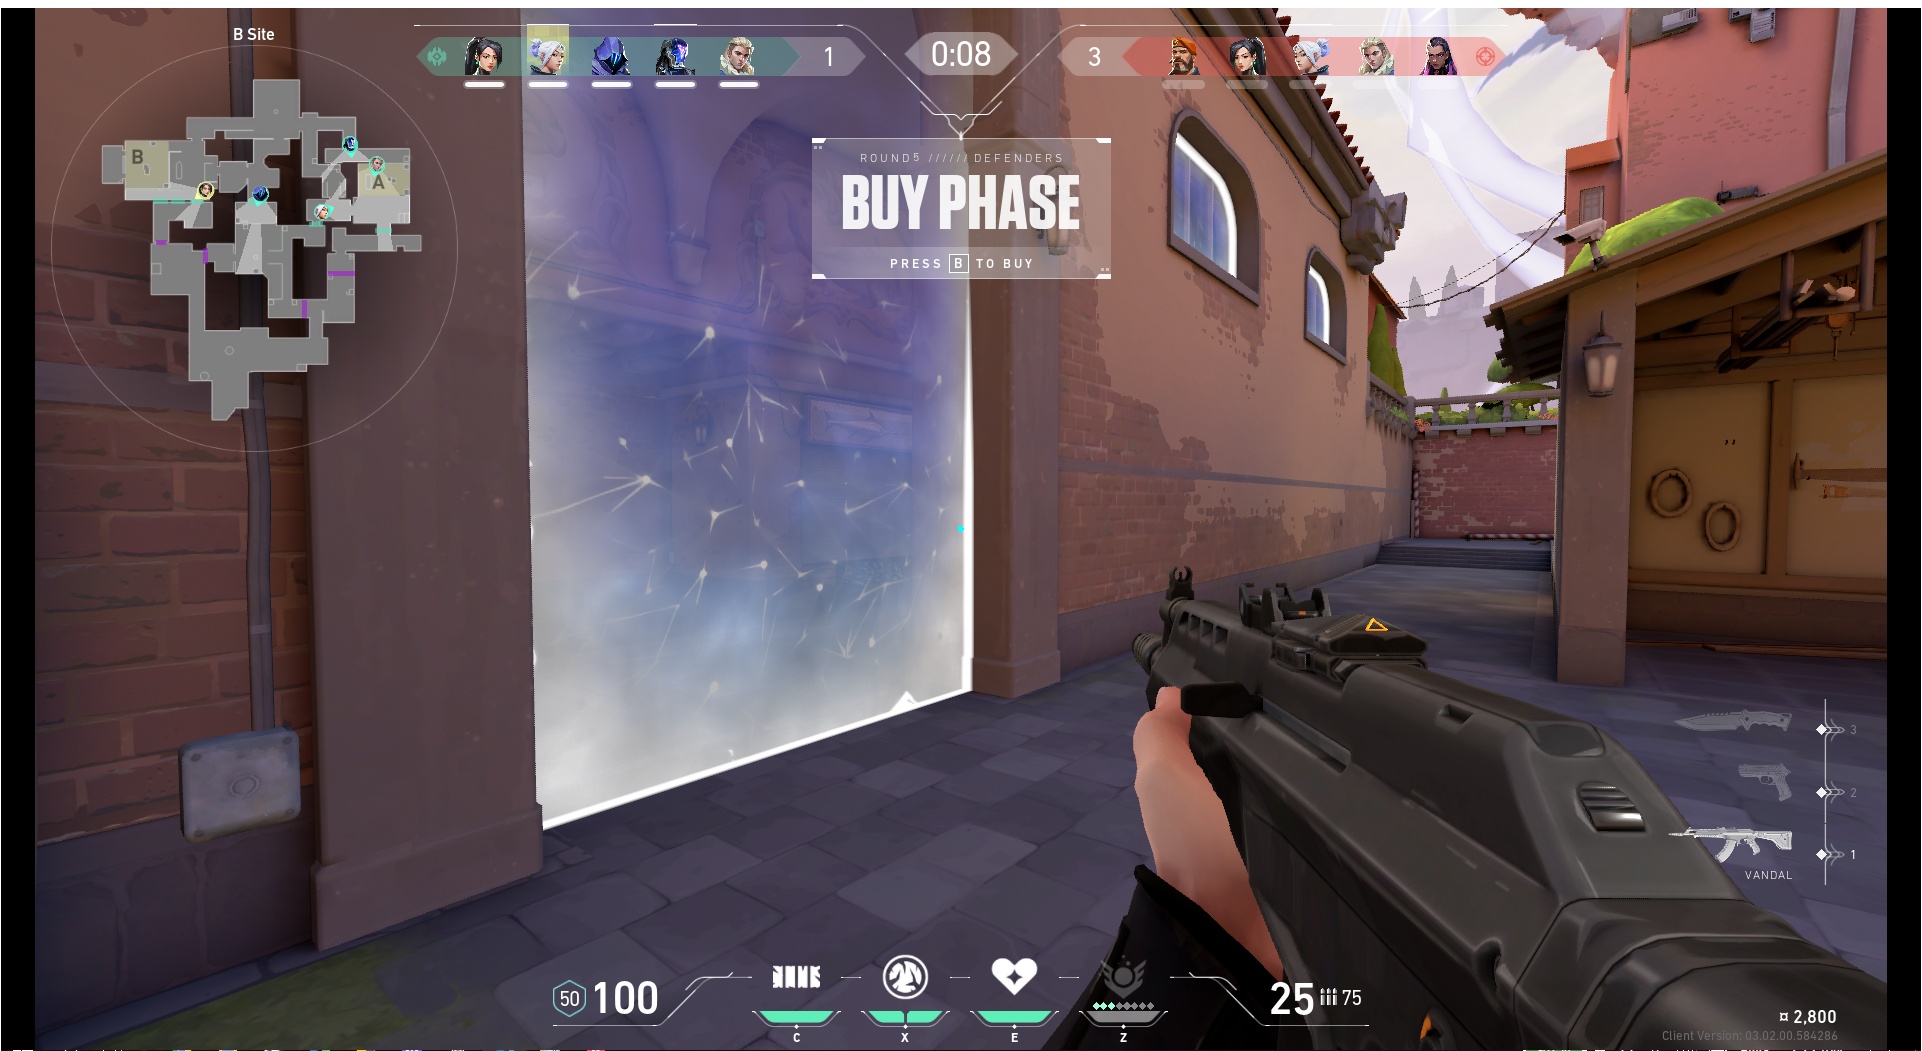 B Site
1
0:08
3
ROUND 5 ////// DEFENDERS
BUY PHASE
PRESS B TO BUY
B
A
3
2
1
VANDAL
50 100
C
X
E
Z
25 75
¤ 2,800
Client Version: 03.02.00.584286